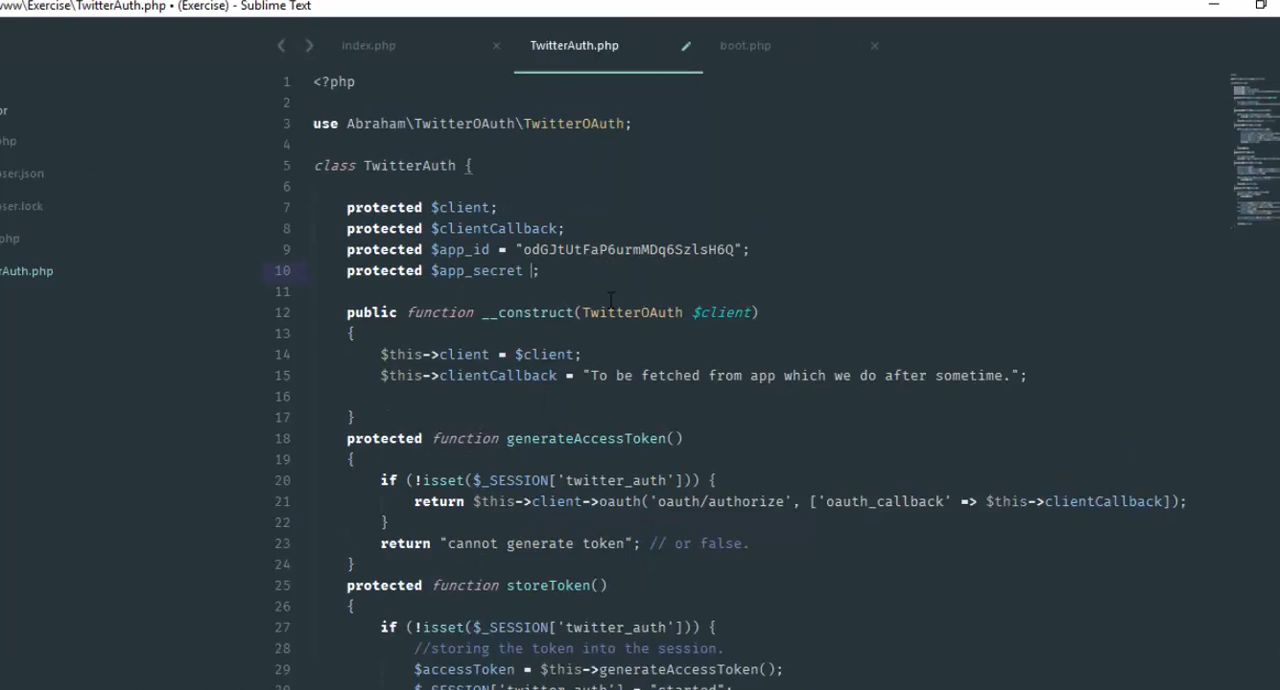 www\Exercise\TwitterAuth.php • (Exercise) - Sublime Text
index.php
TwitterAuth.php
boot.php
or
php
oser.json
oser.lock
php
rAuth.php
1 <?php
2
3 use Abraham\TwitterOAuth\TwitterOAuth;
4
5 class TwitterAuth {
6
7 protected $client;
8 protected $clientCallback;
9 protected $app_id = "odGJtUtFaP6urmMDq6SzlsH6Q";
10 protected $app_secret ;
11
12 public function __construct(TwitterOAuth $client)
13 {
14 $this->client = $client;
15 $this->clientCallback = "To be fetched from app which we do after sometime.";
16
17 }
18 protected function generateAccessToken()
19 {
20 if (!isset($_SESSION['twitter_auth'])) {
21 return $this->client->oauth('oauth/authorize', ['oauth_callback' => $this->clientCallback]);
22 }
23 return "cannot generate token"; // or false.
24 }
25 protected function storeToken()
26 {
27 if (!isset($_SESSION['twitter_auth'])) {
28 //storing the token into the session.
29 $accessToken = $this->generateAccessToken();
$_SESSION['twitter_auth'] = "started";